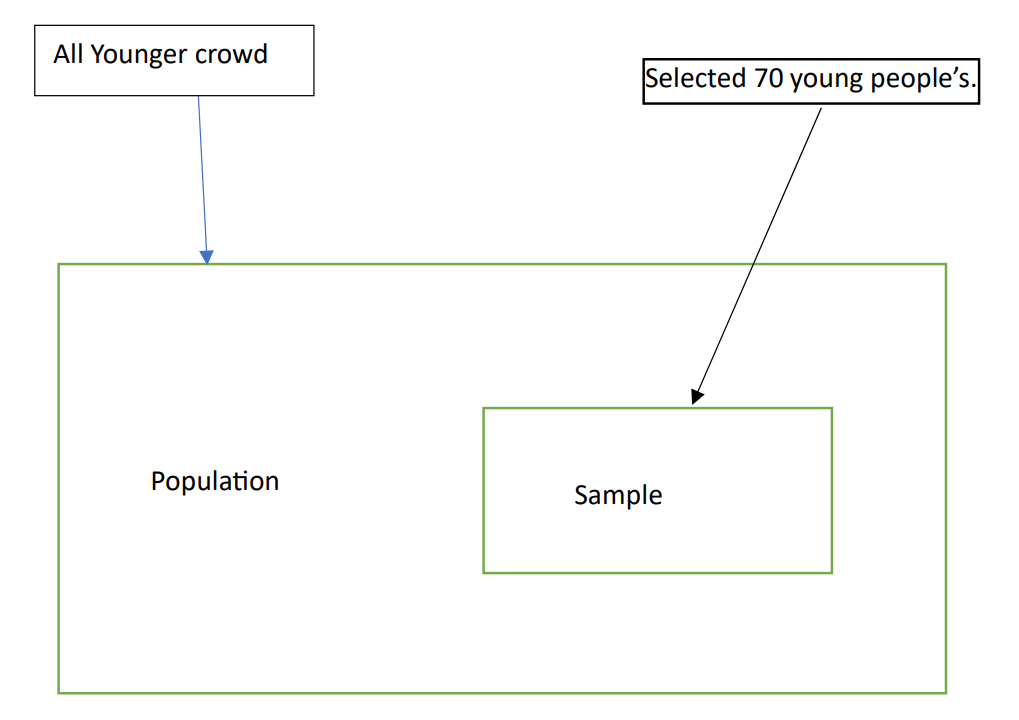 All Younger crowd
Selected 70 young people’s.
Population
Sample